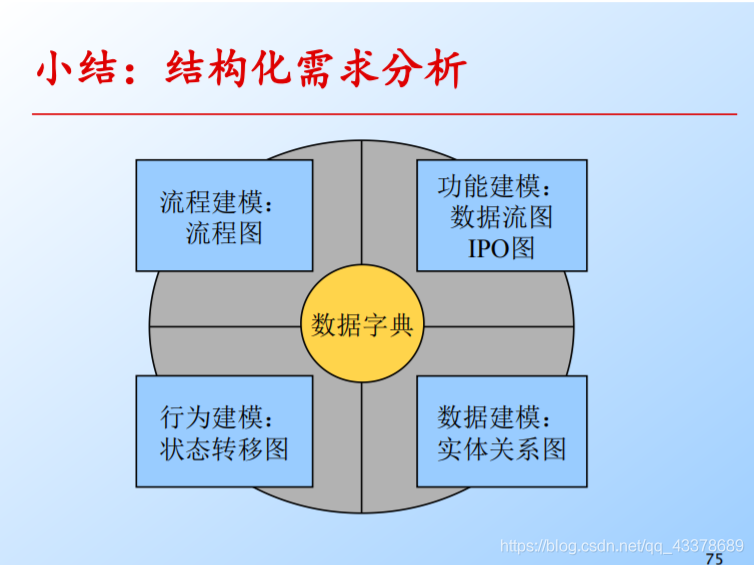 小结：结构化需求分析
流程建模：
流程图
功能建模：
数据流图
IPO图
数据字典
行为建模：
状态转移图
数据建模：
实体关系图
https://blog.csdn.net/qq_43378689
75